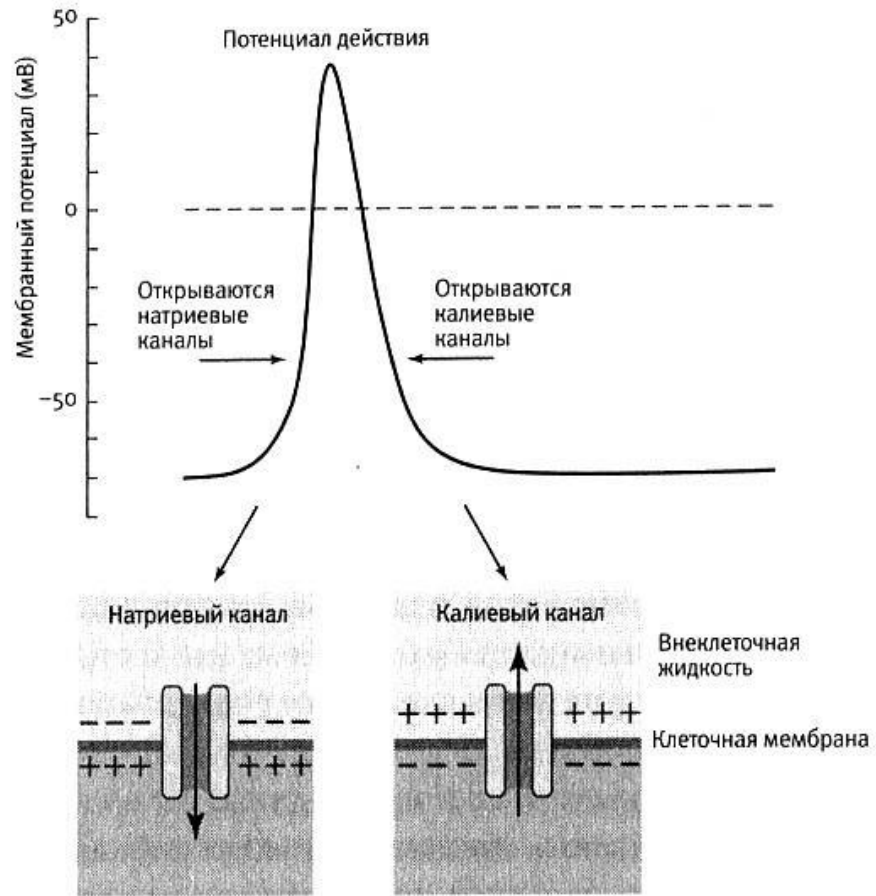 50
Потенциал действия
Мембранный потенциал (мВ)
0
Открываются
натриевые
каналы
Открываются
калиевые
каналы
–50
Натриевый канал
Калиевый канал
Внеклеточная
жидкость
Клеточная мембрана
– – – – – –
+++ +++
+++ +++
– – – – – –